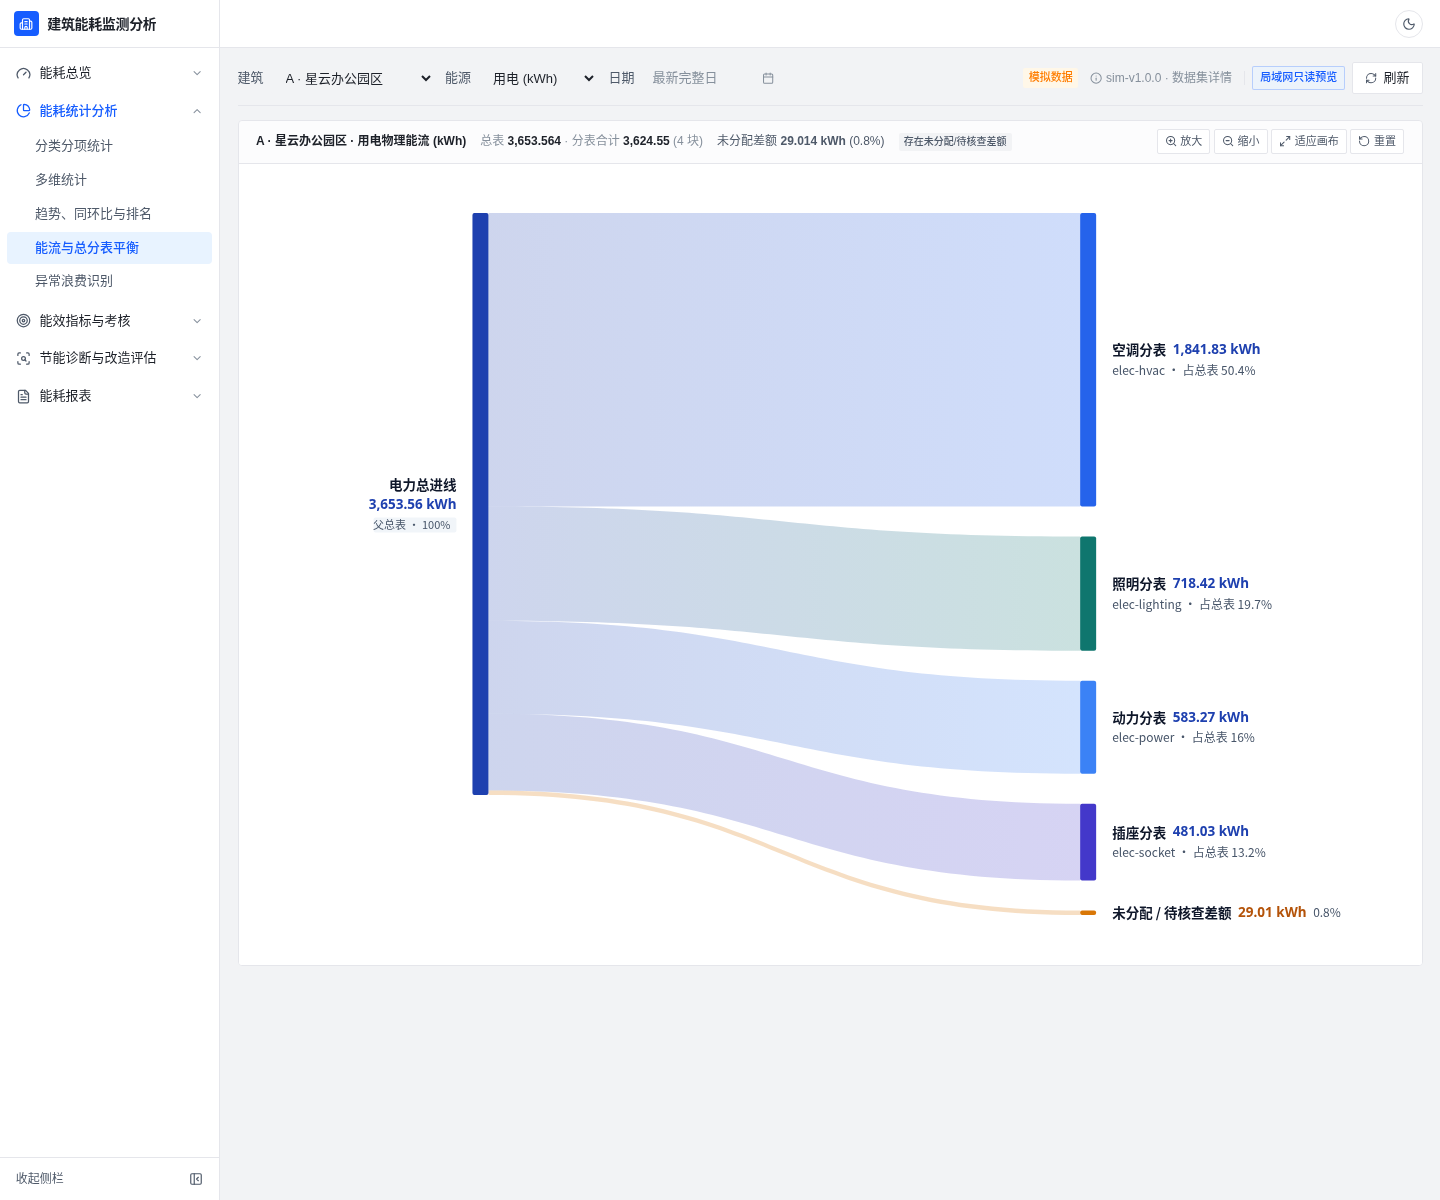 建筑能耗监测分析
能耗总览
能耗统计分析
分类分项统计
多维统计
趋势、同环比与排名
能流与总分表平衡
异常浪费识别
能效指标与考核
节能诊断与改造评估
能耗报表
收起侧栏
建筑 A · 星云办公园区 能源 用电 (kWh) 日期 最新完整日 模拟数据 sim-v1.0.0 · 数据集详情 局域网只读预览 刷新
A · 星云办公园区 · 用电物理能流 (kWh) 总表 3,653.564 · 分表合计 3,624.55 (4 块) 未分配差额 29.014 kWh (0.8%) 存在未分配/待核查差额 放大 缩小 适应画布 重置
电力总进线
3,653.56 kWh
父总表 • 100%
空调分表 1,841.83 kWh
elec-hvac • 占总表 50.4%
照明分表 718.42 kWh
elec-lighting • 占总表 19.7%
动力分表 583.27 kWh
elec-power • 占总表 16%
插座分表 481.03 kWh
elec-socket • 占总表 13.2%
未分配 / 待核查差额 29.01 kWh 0.8%